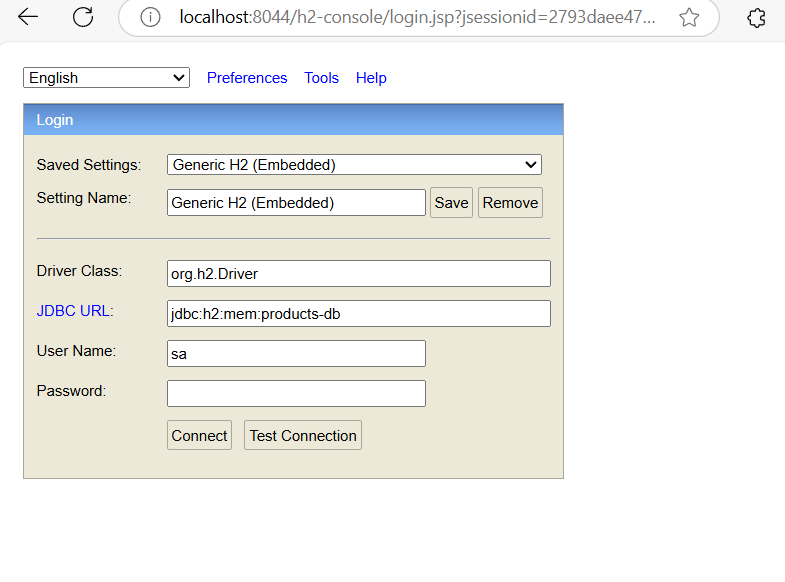 localhost:8044/h2-console/login.jsp?jsessionid=2793daee47...
English Preferences Tools Help
Login
Saved Settings: Generic H2 (Embedded)
Setting Name: Generic H2 (Embedded) Save Remove
Driver Class: org.h2.Driver
JDBC URL: jdbc:h2:mem:products-db
User Name: sa
Password:
Connect Test Connection